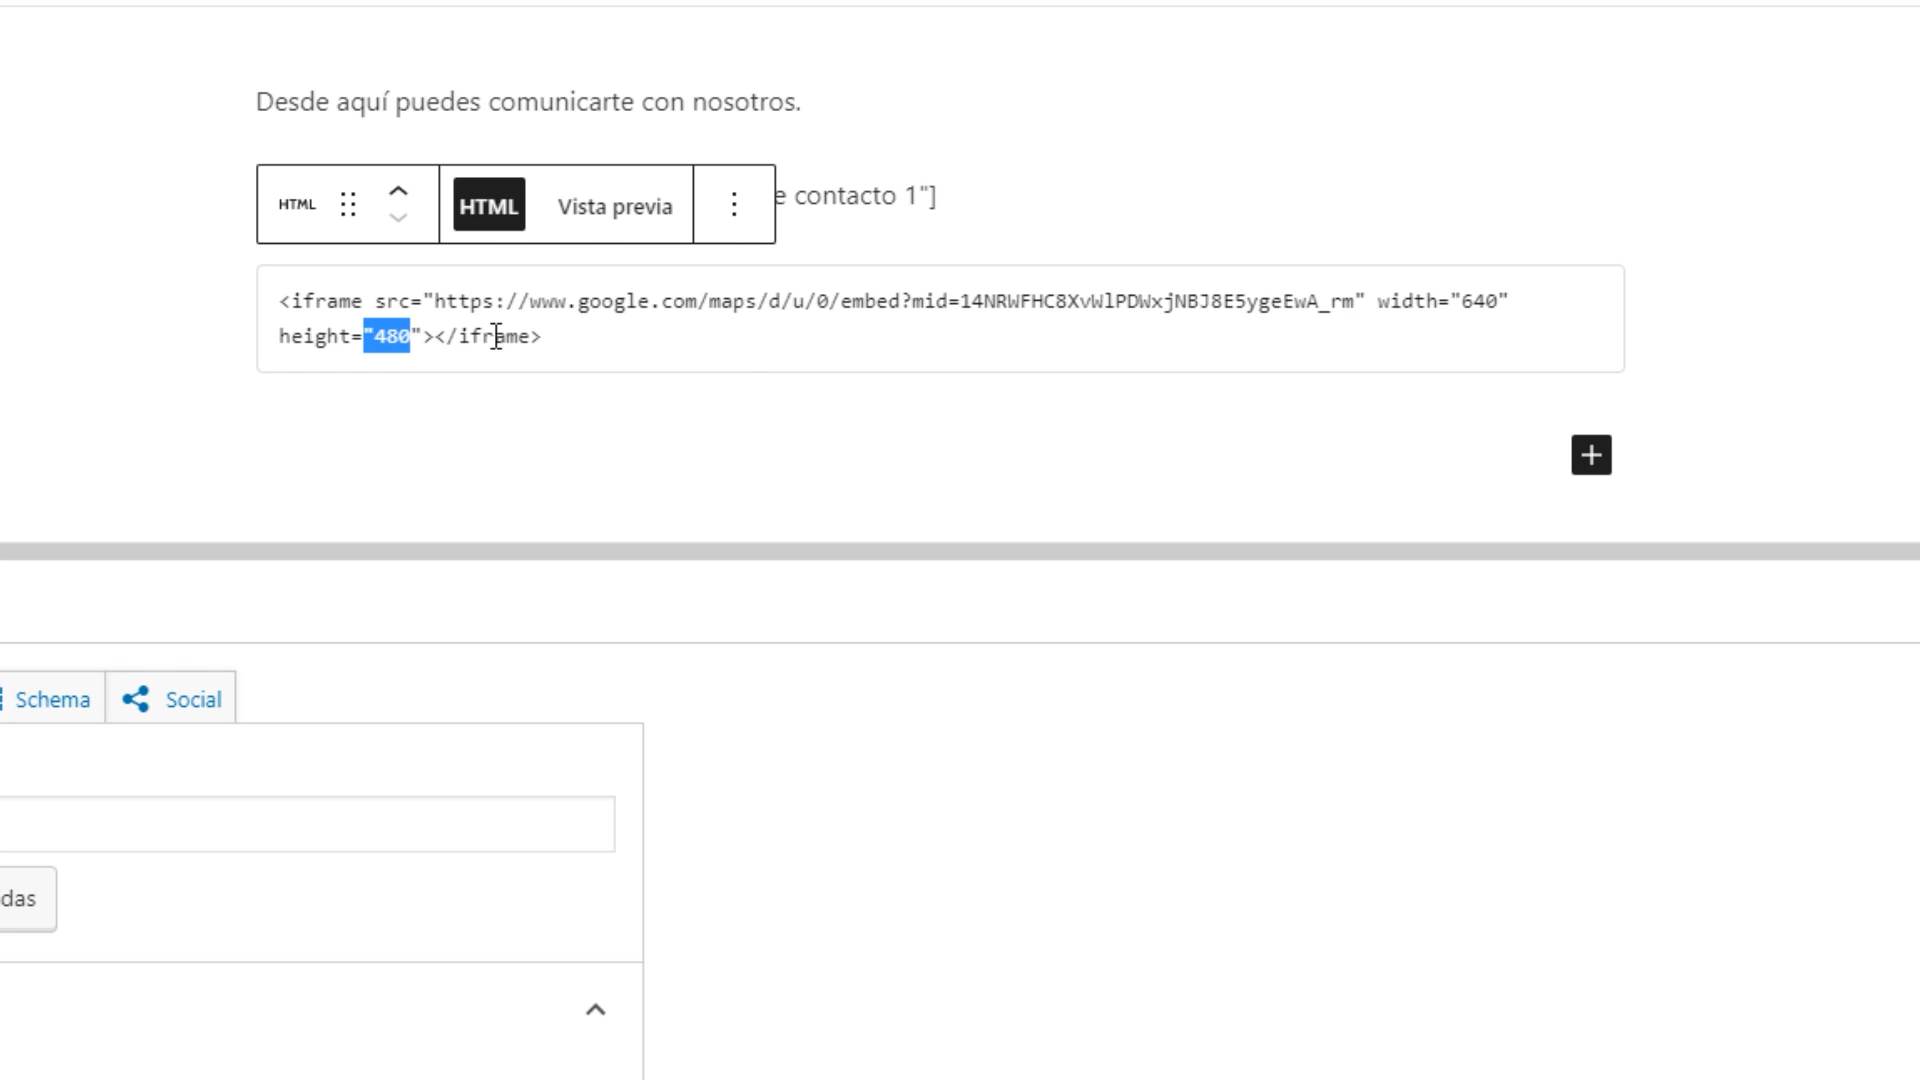 Desde aquí puedes comunicarte con nosotros.
HTML
HTML
Vista previa
contacto 1"]
<iframe src="https://www.google.com/maps/d/u/0/embed?mid=14NRWFHC8XvWlPDWxjNBJ8E5ygeEwA_rm" width="640"
height="480"></iframe>
Schema
Social
das